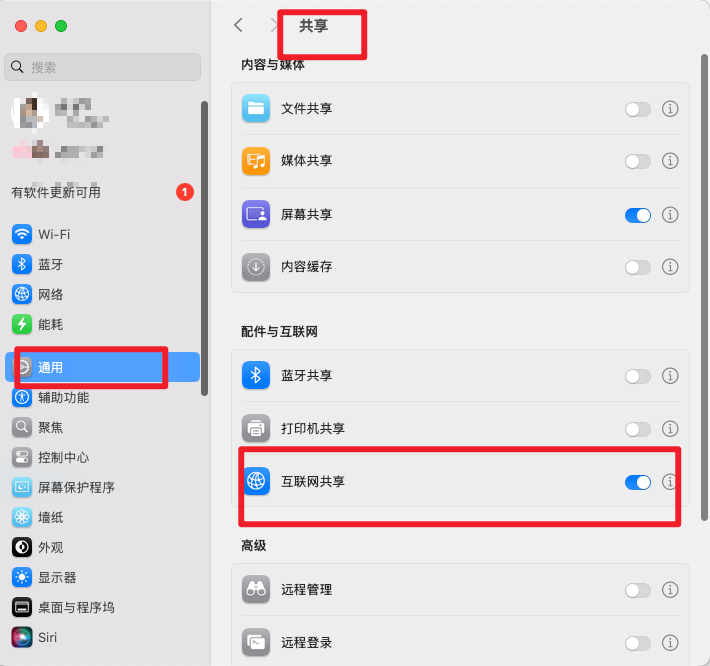 共享
搜索
有软件更新可用
1
Wi-Fi
蓝牙
网络
能耗
通用
辅助功能
聚焦
控制中心
屏幕保护程序
墙纸
外观
显示器
桌面与程序坞
Siri
内容与媒体
文件共享
媒体共享
屏幕共享
内容缓存
配件与互联网
蓝牙共享
打印机共享
互联网共享
高级
远程管理
远程登录